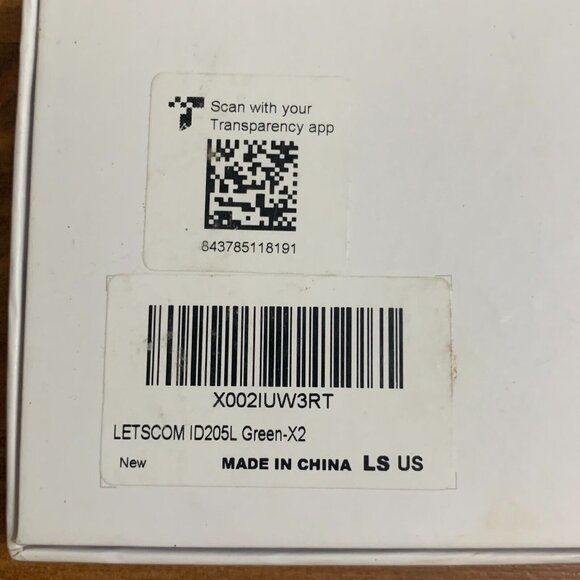 Scan with your
Transparency app
843785118191
X002IUW3RT
LETSCOM ID205L Green-X2
New MADE IN CHINA LS US